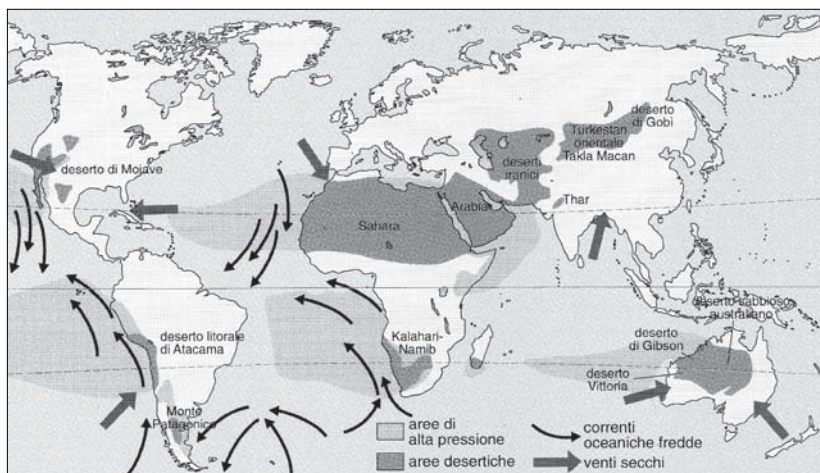 deserto di Mojave
Sahara
Arabia
deserti
iranici
Turkestan
orientale
Takla Macan
deserto
di Gobi
Thar
deserto litorale
di Atacama
Kalahari-
Namib
deserto sabbioso
australiano
deserto
di Gibson
deserto
Vittoria
Monte
Patagonico
aree di
alta pressione
aree desertiche
correnti
oceaniche fredde
venti secchi